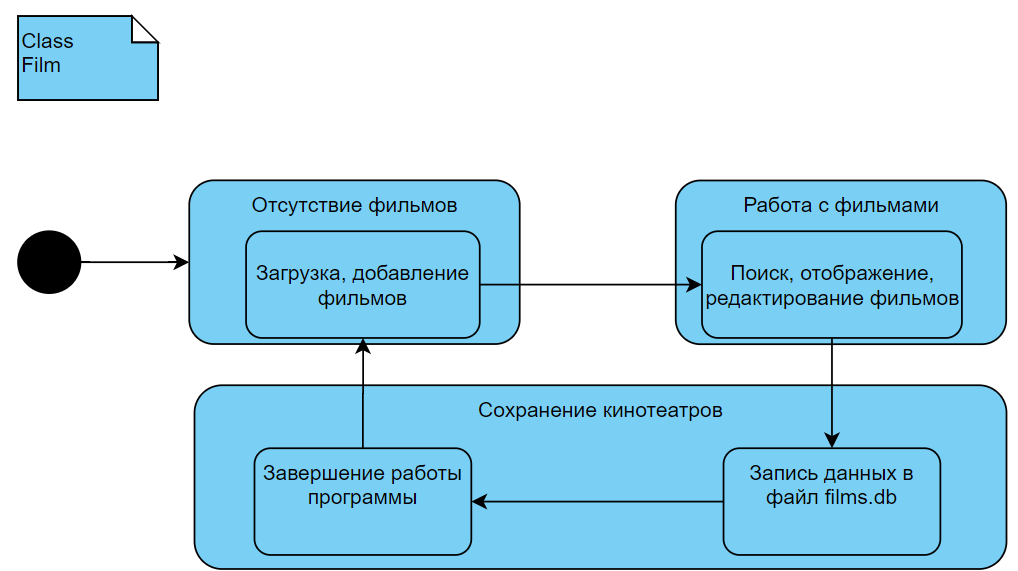 Class
Film
Отсутствие фильмов
Загрузка, добавление
фильмов
Работа с фильмами
Поиск, отображение,
редактирование фильмов
Сохранение кинотеатров
Завершение работы
программы
Запись данных в
файл films.db